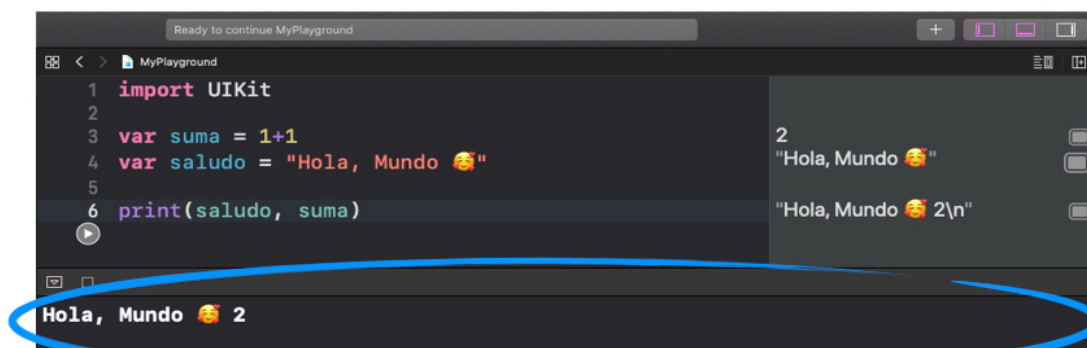 Ready to continue MyPlayground
MyPlayground
1 import UIKit
2
3 var suma = 1+1
4 var saludo = "Hola, Mundo 🥰"
5
6 print(saludo, suma)
2
"Hola, Mundo 🥰"
"Hola, Mundo 🥰 2\n"
Hola, Mundo 🥰 2